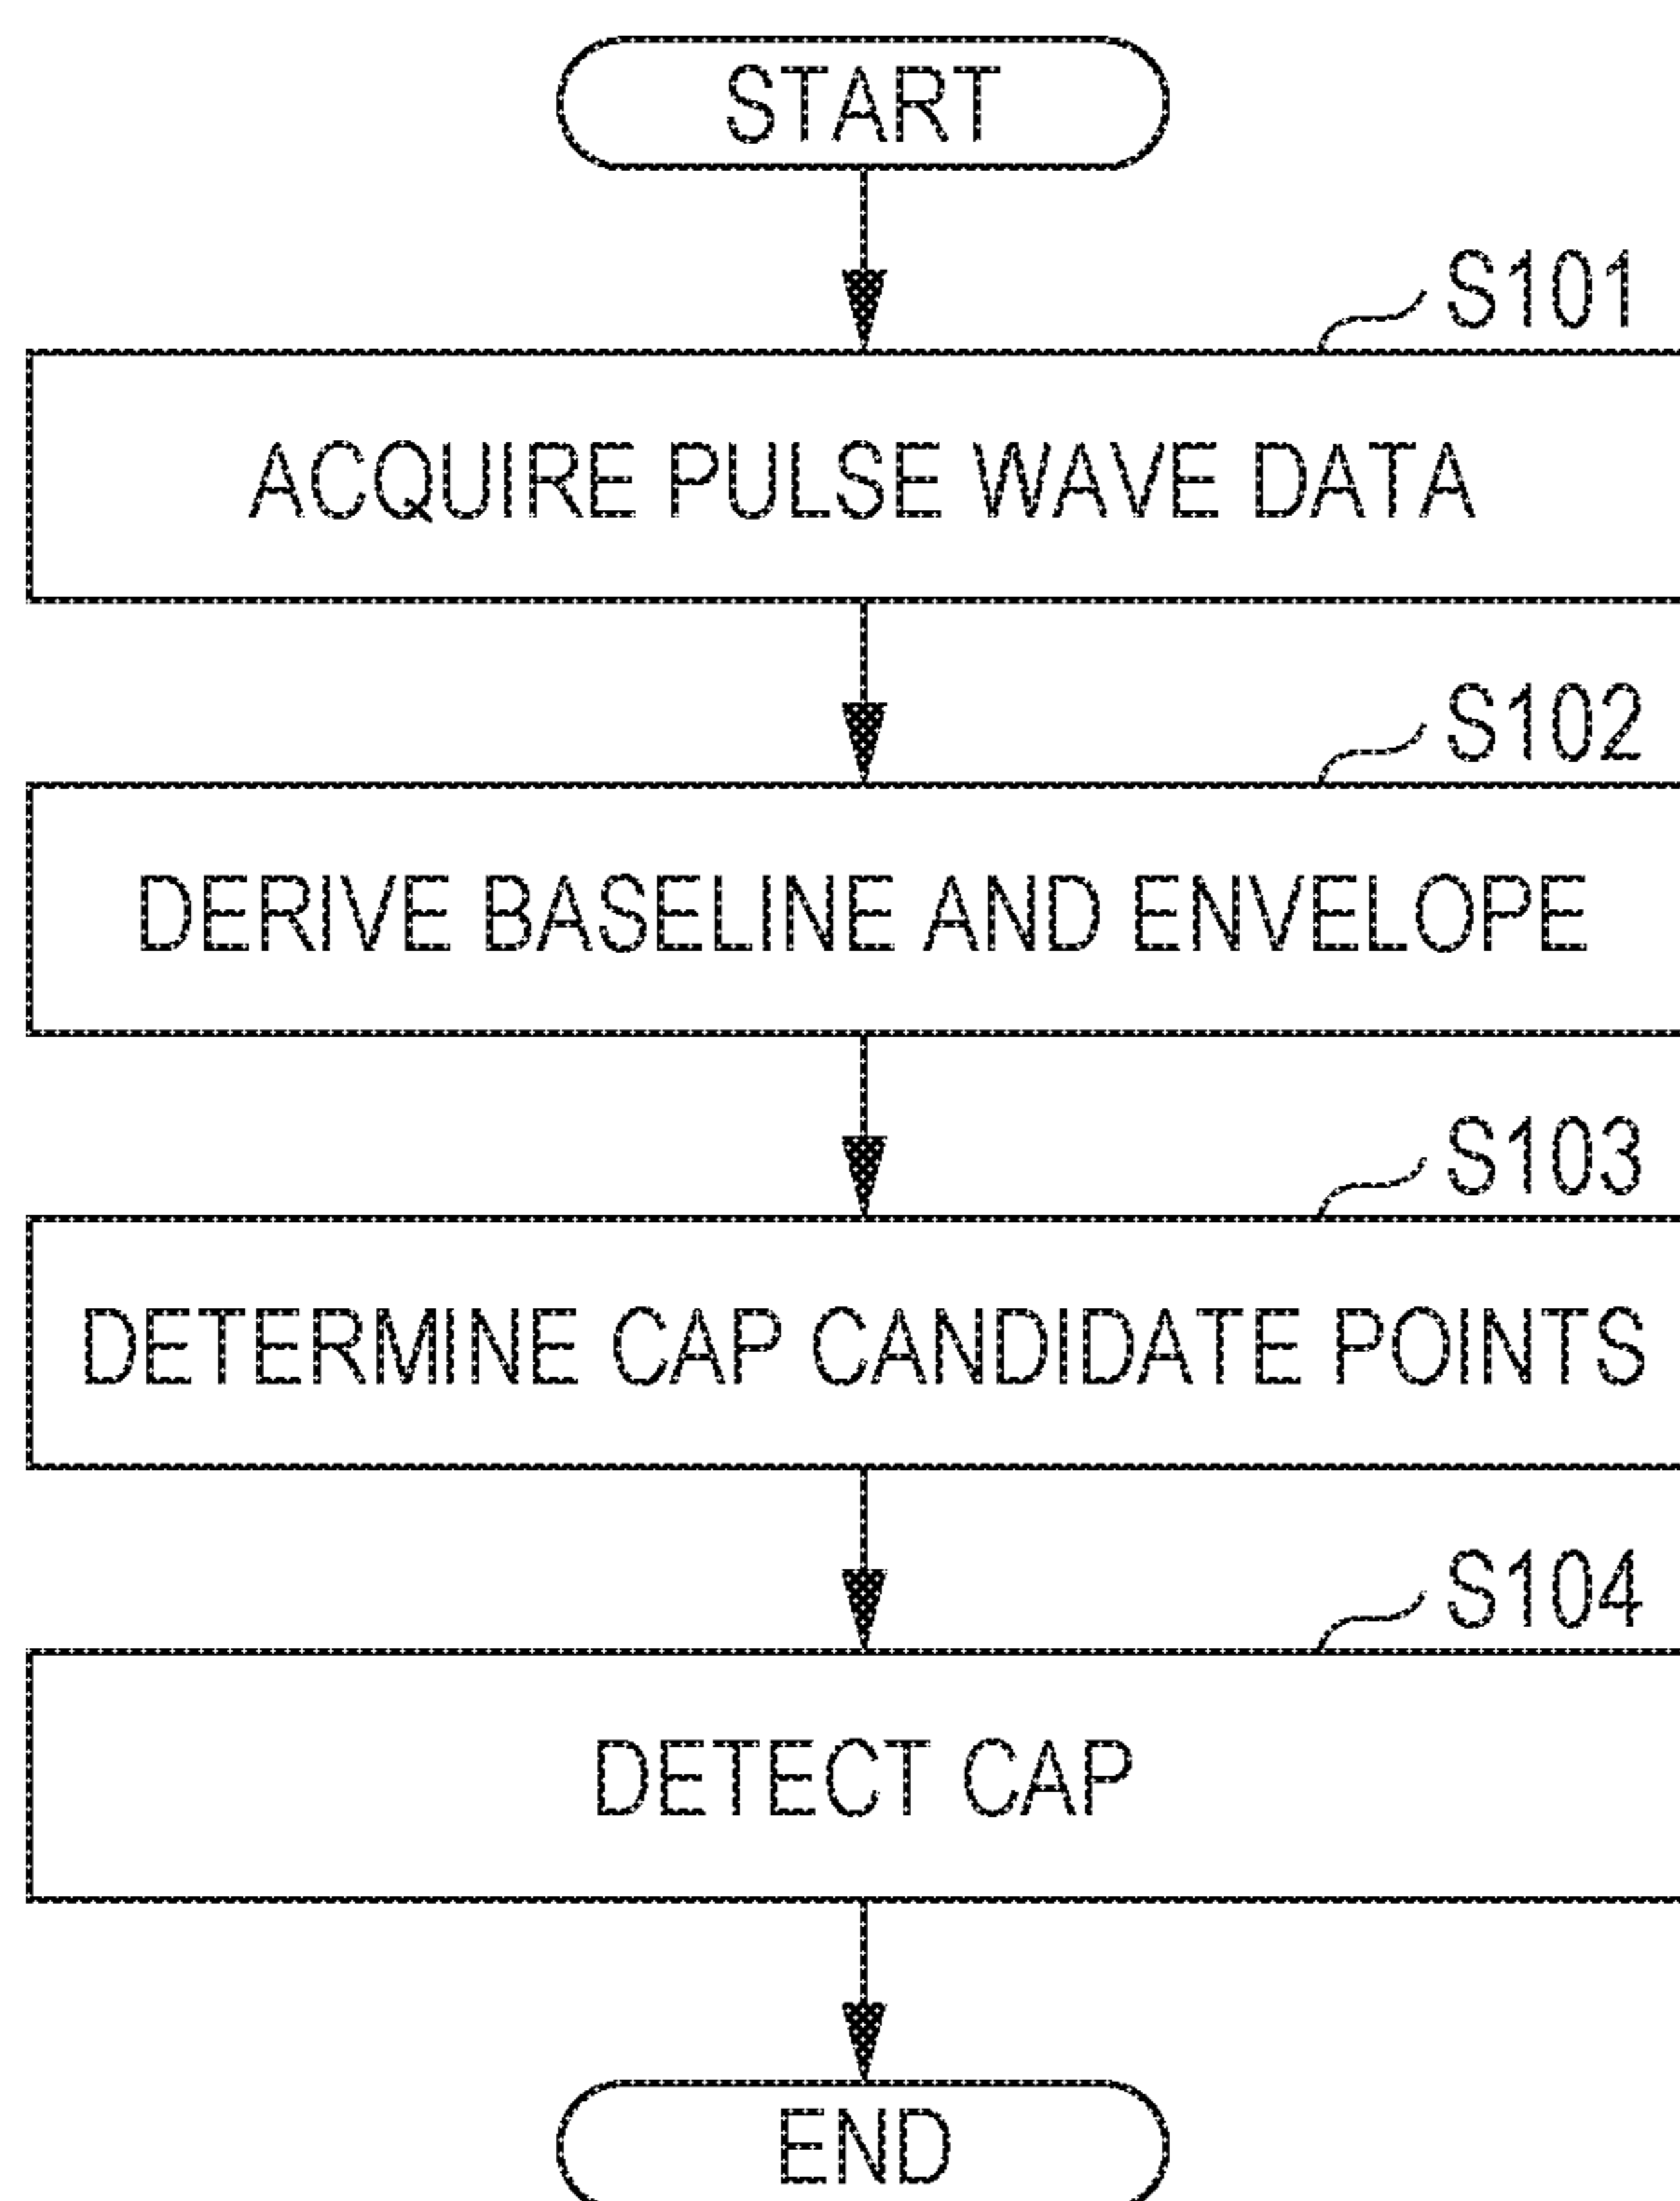 START
S101
ACQUIRE PULSE WAVE DATA
S102
DERIVE BASELINE AND ENVELOPE
S103
DETERMINE CAP CANDIDATE POINTS
S104
DETECT CAP
END